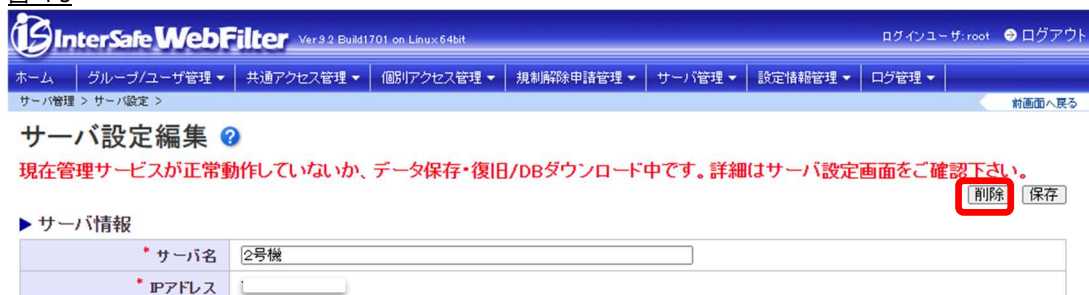 InterSafe WebFilter Ver9.2 Build1701 on Linux64bit ログインユーザ:root ログアウト
ホーム グループ/ユーザ管理 ▼ 共通アクセス管理 ▼ 個別アクセス管理 ▼ 規制解除申請管理 ▼ サーバ管理 ▼ 設定情報管理 ▼ ログ管理 ▼
サーバ管理 > サーバ設定 > 前画面へ戻る
サーバ設定編集 ?
現在管理サービスが正常動作していないか、データ保存・復旧/DBダウンロード中です。詳細はサーバ設定画面をご確認下さい。
削除 保存
▶ サーバ情報
* サーバ名 2号機
* IPアドレス